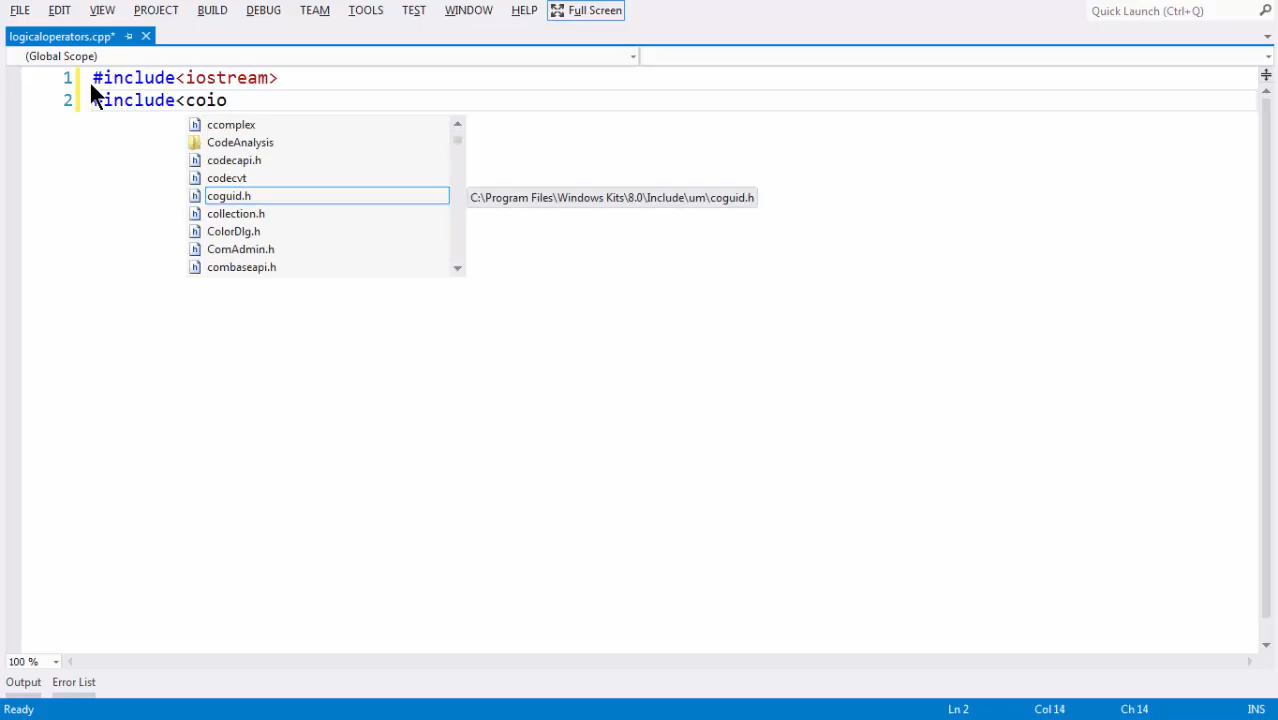 FILE EDIT VIEW PROJECT BUILD DEBUG TEAM TOOLS TEST WINDOW HELP Full Screen Quick Launch (Ctrl+Q)
logicaloperators.cpp*
(Global Scope)
1 #include<iostream>
2 #include<coio
ccomplex
CodeAnalysis
codecapi.h
codecvt
coguid.h C:\Program Files\Windows Kits\8.0\Include\um\coguid.h
collection.h
ColorDlg.h
ComAdmin.h
combaseapi.h
100 %
Output Error List
Ready Ln 2 Col 14 Ch 14 INS